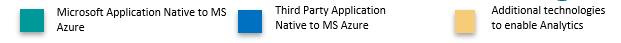 Microsoft Application Native to MS
Azure
Third Party Application
Native to MS Azure
Additional technologies
to enable Analytics